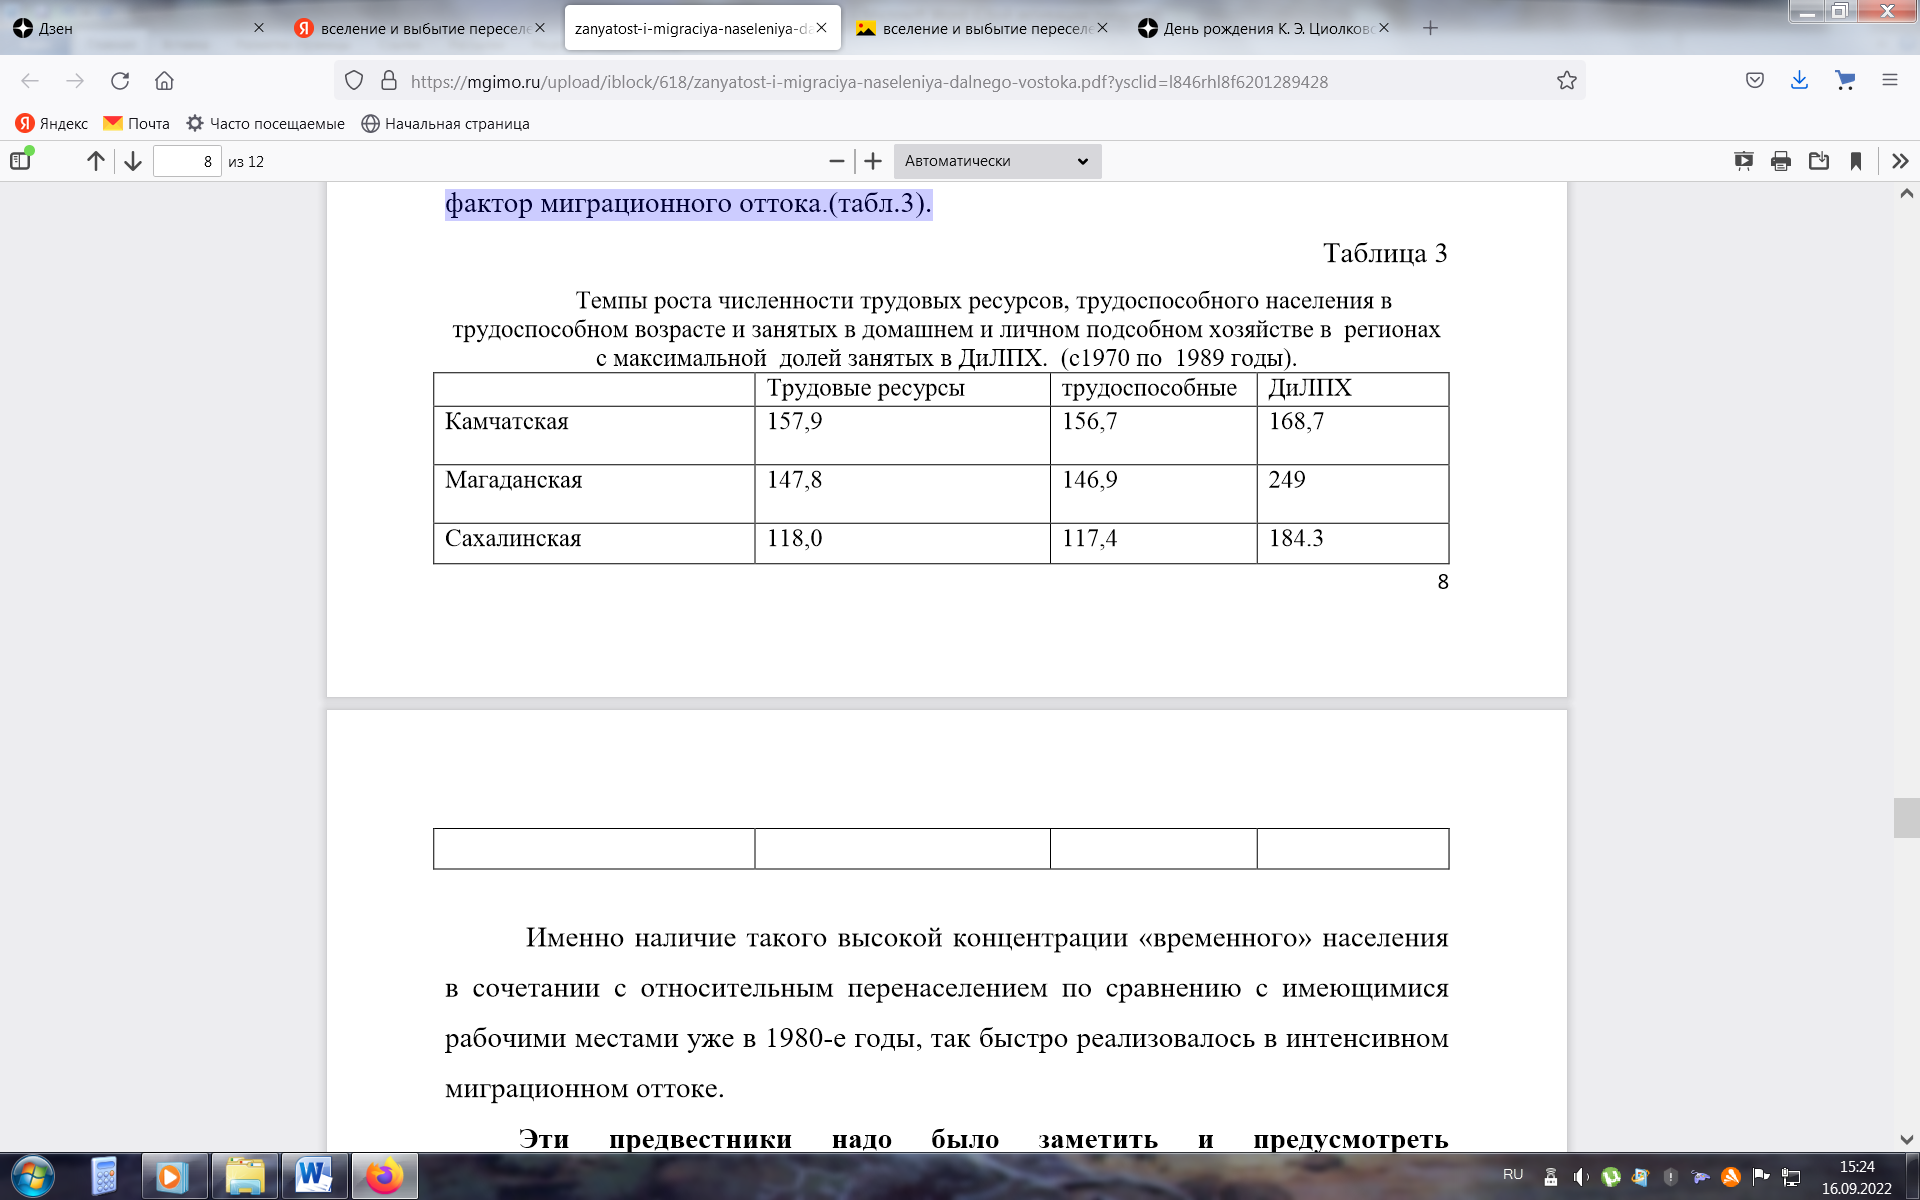 Дзен
вселение и выбытие переселе
zanyatost-i-migraciya-naseleniya-da
вселение и выбытие переселе
День рождения К. Э. Циолковс
https://mgimo.ru/upload/iblock/618/zanyatost-i-migraciya-naseleniya-dalnego-vostoka.pdf?ysclid=l846rhl8f6201289428
Яндекс
Почта
Часто посещаемые
Начальная страница
8 из 12
Автоматически
фактор миграционного оттока.(табл.3).
Таблица 3
Темпы роста численности трудовых ресурсов, трудоспособного населения в
трудоспособном возрасте и занятых в домашнем и личном подсобном хозяйстве в регионах
с максимальной долей занятых в ДиЛПХ. (с1970 по 1989 годы).
Трудовые ресурсы трудоспособные ДиЛПХ
Камчатская 157,9 156,7 168,7
Магаданская 147,8 146,9 249
Сахалинская 118,0 117,4 184.3
8
Именно наличие такого высокой концентрации «временного» населения
в сочетании с относительным перенаселением по сравнению с имеющимися
рабочими местами уже в 1980-е годы, так быстро реализовалось в интенсивном
миграционном оттоке.
Эти предвестники надо было заметить и предусмотреть
RU
15:24
16.09.2022